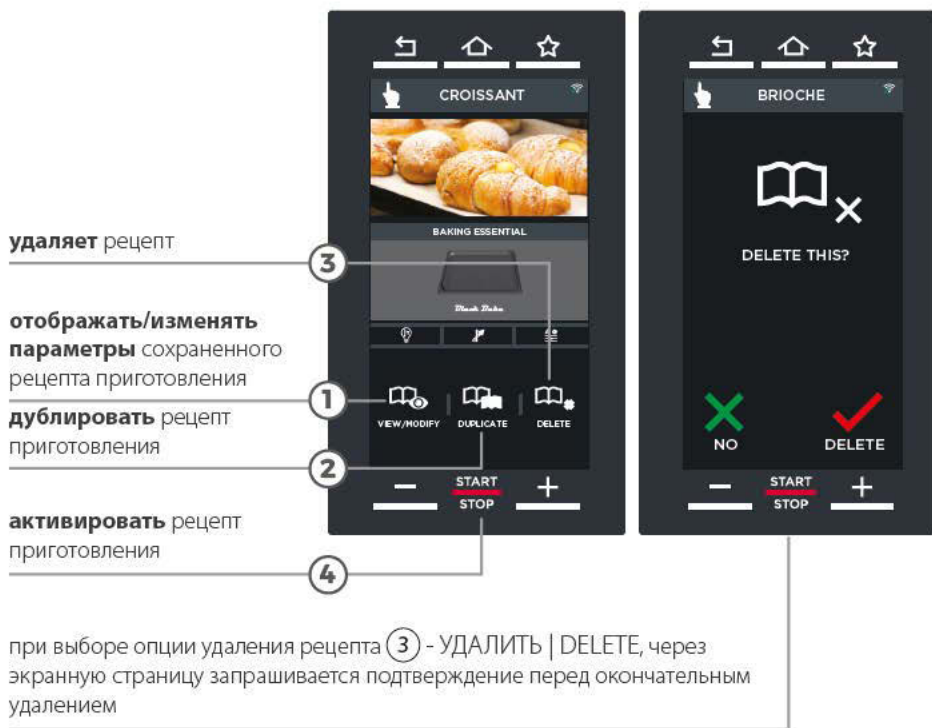 CROISSANT
BAKING ESSENTIAL
Black Bake
VIEW/MODIFY
DUPLICATE
DELETE
START
STOP
BRIOCHE
DELETE THIS?
NO
DELETE
START
STOP
удаляет рецепт
3
отображать/изменять
параметры сохраненного
рецепта приготовления
1
дублировать рецепт
приготовления
2
активировать рецепт
приготовления
4
при выборе опции удаления рецепта 3 - УДАЛИТЬ | DELETE, через
экранную страницу запрашивается подтверждение перед окончательным
удалением